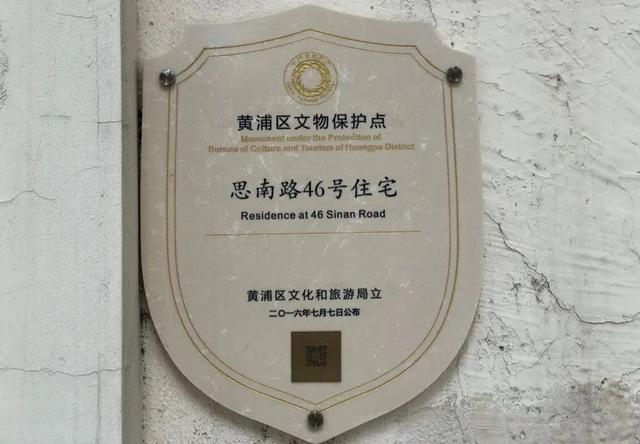 黄浦区文物保护点
Monument under the Protection of
Bureau of Culture and Tourism of Huangpu District
思南路46号住宅
Residence at 46 Sinan Road
黄浦区文化和旅游局立
二〇一六年七月七日公布